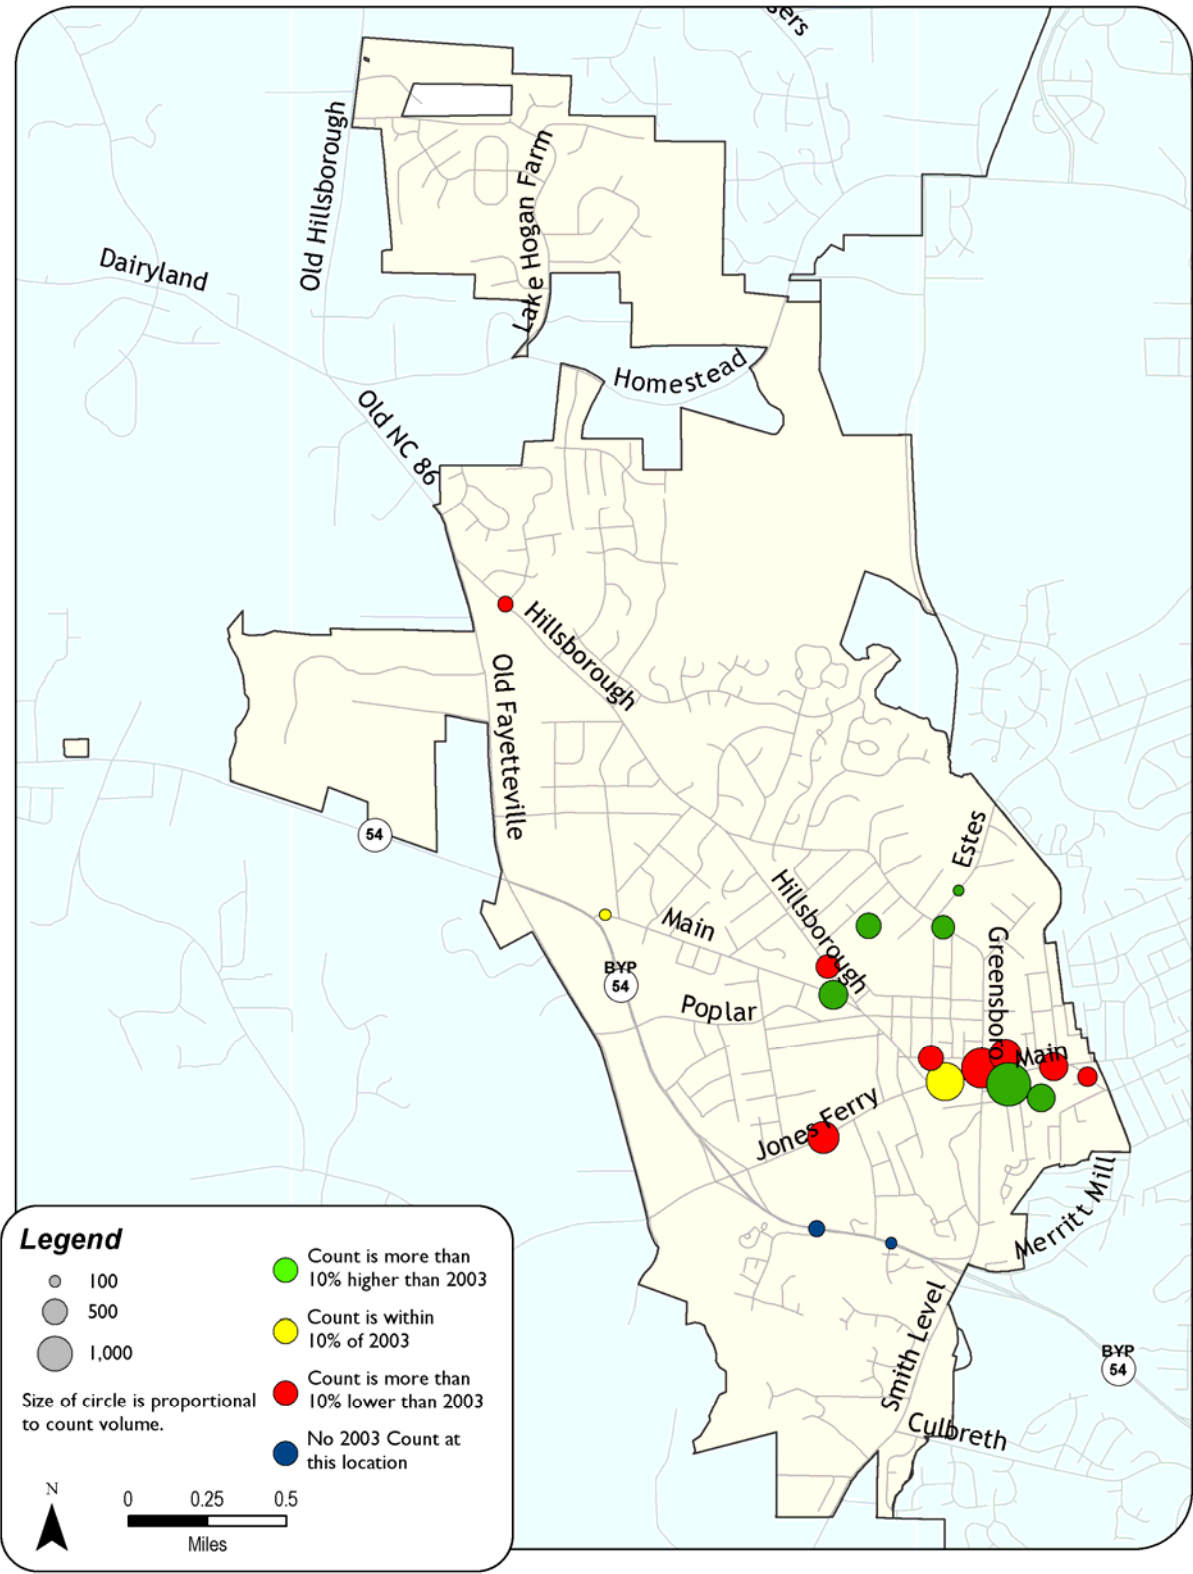 Old Hillsborough
Lake Hogan Farm
Dairyland
Homestead
Old NC 86
Hillsborough
Old Fayetteville
54
Estes
Hillsborough
Main
Greensboro
BYP
54
Poplar
Main
Jones Ferry
Merritt Mill
Smith Level
BYP
54
Culbreth
Legend
100
500
1,000
Size of circle is proportional
to count volume.
Count is more than
10% higher than 2003
Count is within
10% of 2003
Count is more than
10% lower than 2003
No 2003 Count at
this location
N
0 0.25 0.5
Miles